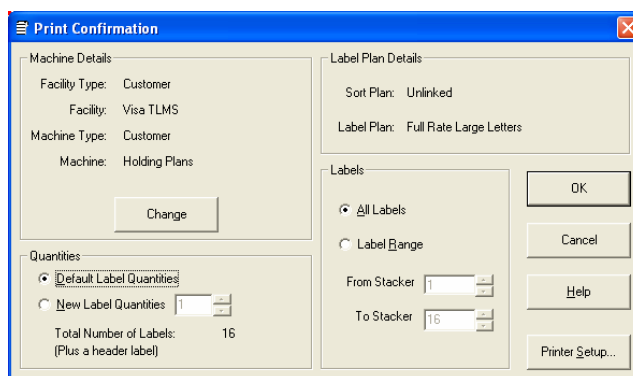 Print Confirmation
Machine Details
Facility Type: Customer
Facility: Visa TLMS
Machine Type: Customer
Machine: Holding Plans
Change
Quantities
Default Label Quantities
New Label Quantities 1
Total Number of Labels: 16
(Plus a header label)
Label Plan Details
Sort Plan: Unlinked
Label Plan: Full Rate Large Letters
Labels
All Labels
Label Range
From Stacker 1
To Stacker 16
OK
Cancel
Help
Printer Setup...